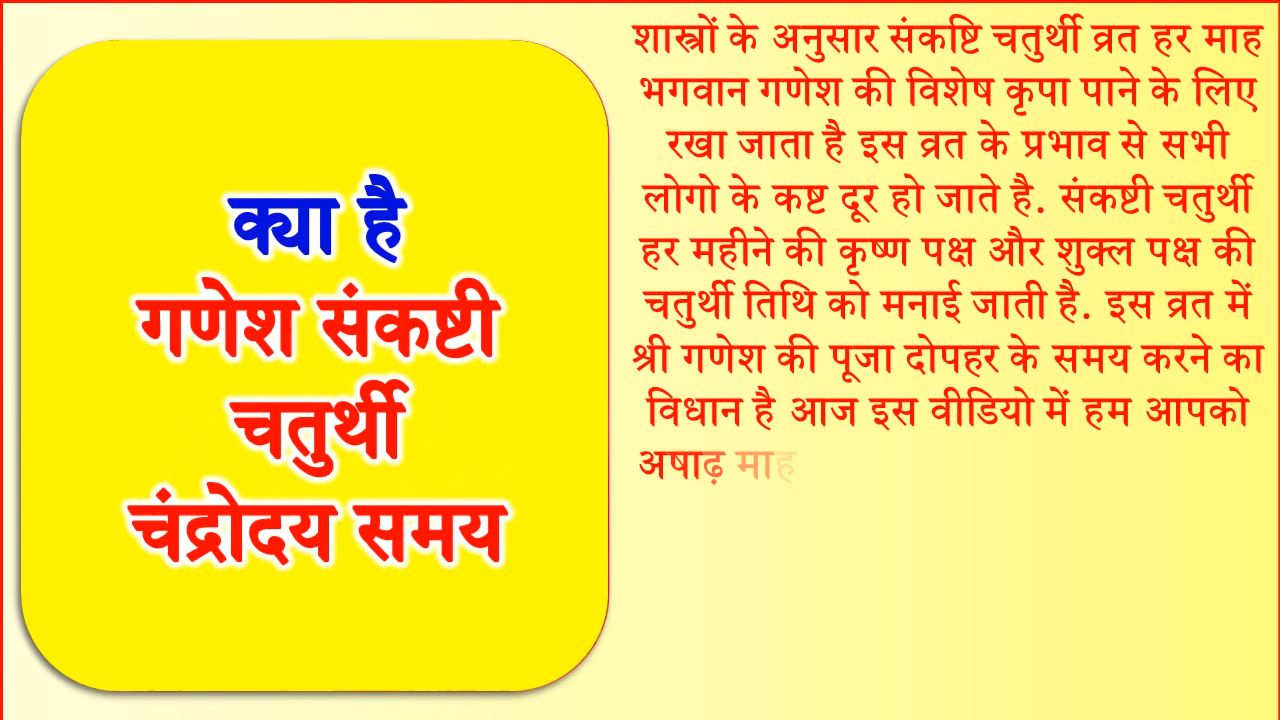 क्या है
गणेश संकष्टी
चतुर्थी
चंद्रोदय समय
शास्त्रों के अनुसार संकष्टि चतुर्थी व्रत हर माह
भगवान गणेश की विशेष कृपा पाने के लिए
रखा जाता है इस व्रत के प्रभाव से सभी
लोगो के कष्ट दूर हो जाते है. संकष्टी चतुर्थी
हर महीने की कृष्ण पक्ष और शुक्ल पक्ष की
चतुर्थी तिथि को मनाई जाती है. इस व्रत में
श्री गणेश की पूजा दोपहर के समय करने का
विधान है आज इस वीडियो में हम आपको
अषाढ़ माह